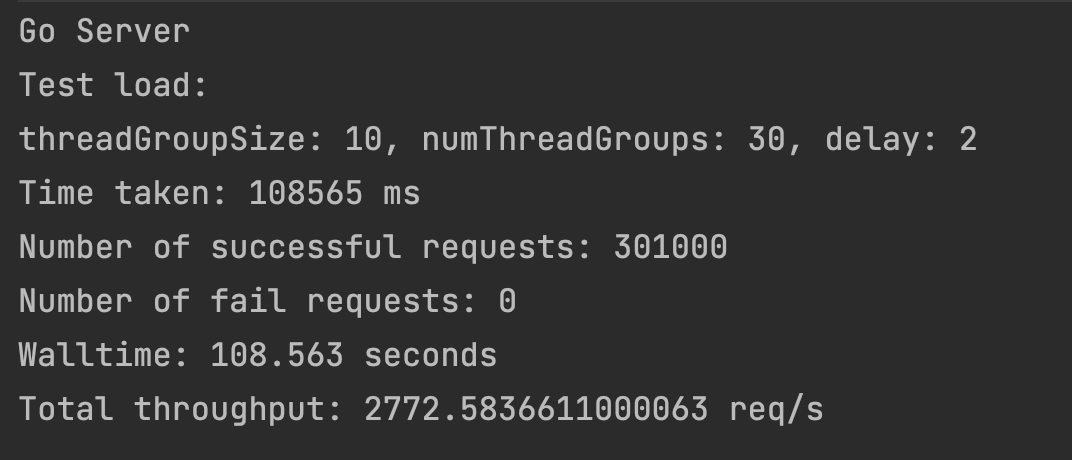 Go Server
Test load:
threadGroupSize: 10, numThreadGroups: 30, delay: 2
Time taken: 108565 ms
Number of successful requests: 301000
Number of fail requests: 0
Walltime: 108.563 seconds
Total throughput: 2772.5836611000063 req/s